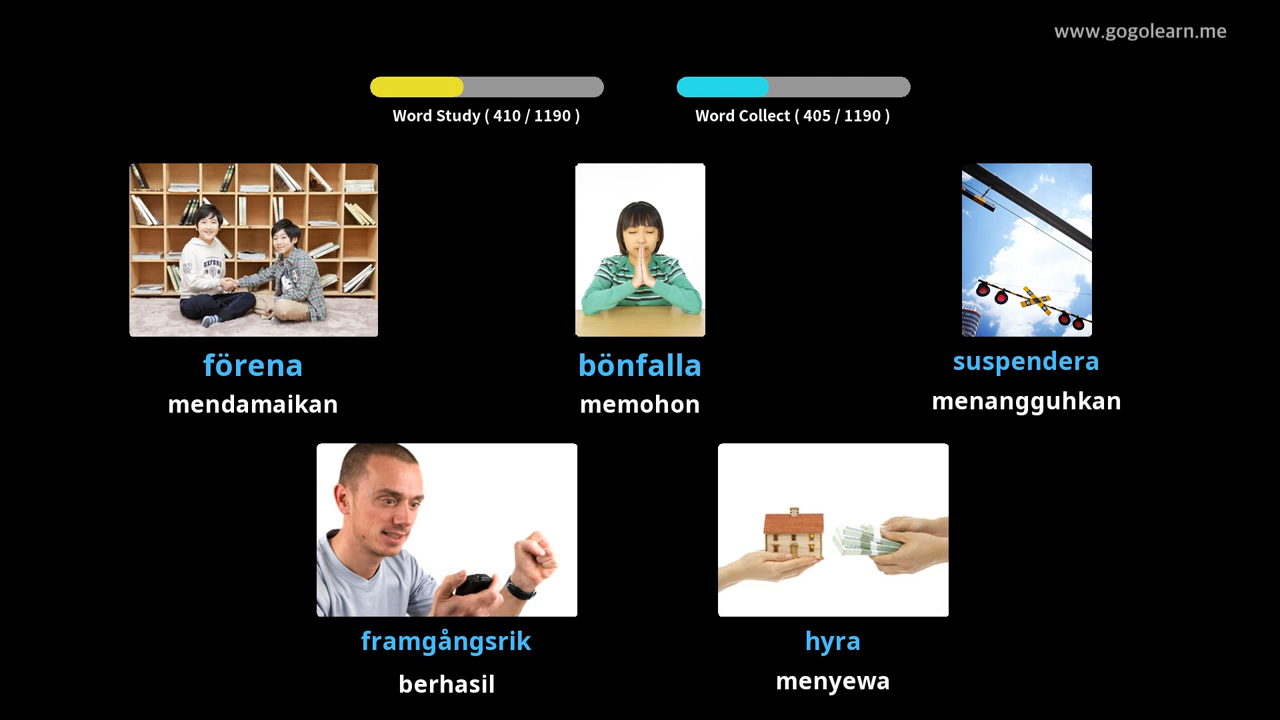 www.gogolearn.me
Word Study ( 410 / 1190 )
Word Collect ( 405 / 1190 )
OXFORD
förena
mendamaikan
bönfalla
memohon
suspendera
menangguhkan
framgångsrik
berhasil
hyra
menyewa